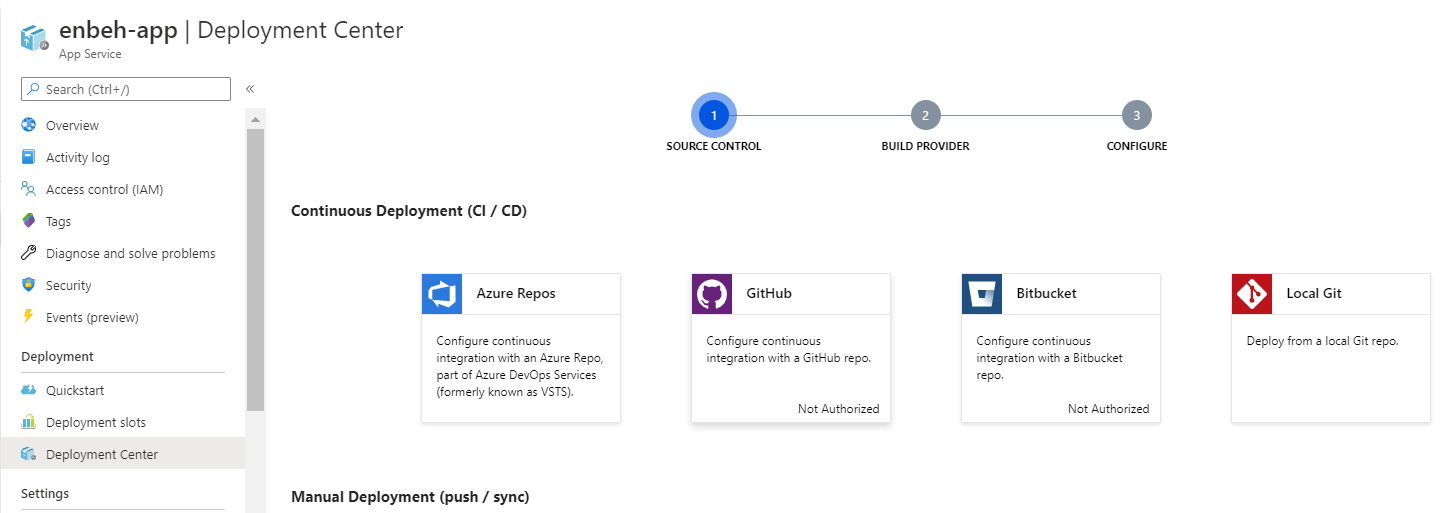 enbeh-app | Deployment Center
App Service
Search (Ctrl+/)
«
Overview
Activity log
Access control (IAM)
Tags
Diagnose and solve problems
Security
Events (preview)
Deployment
Quickstart
Deployment slots
Deployment Center
Settings
1
2
3
SOURCE CONTROL
BUILD PROVIDER
CONFIGURE
Continuous Deployment (CI / CD)
Azure Repos
Configure continuous
integration with an Azure Repo,
part of Azure DevOps Services
(formerly known as VSTS).
GitHub
Configure continuous
integration with a GitHub repo.
Not Authorized
Bitbucket
Configure continuous
integration with a Bitbucket
repo.
Not Authorized
Local Git
Deploy from a local Git repo.
Manual Deployment (push / sync)